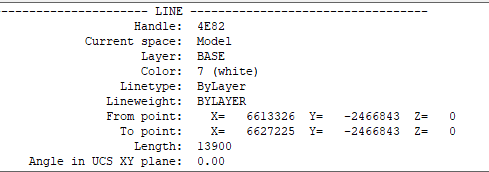 ---------------------- LINE ------------------------------------
Handle: 4E82
Current space: Model
Layer: BASE
Color: 7 (white)
Linetype: ByLayer
Lineweight: BYLAYER
From point: X= 6613326 Y= -2466843 Z= 0
To point: X= 6627225 Y= -2466843 Z= 0
Length: 13900
Angle in UCS XY plane: 0.00